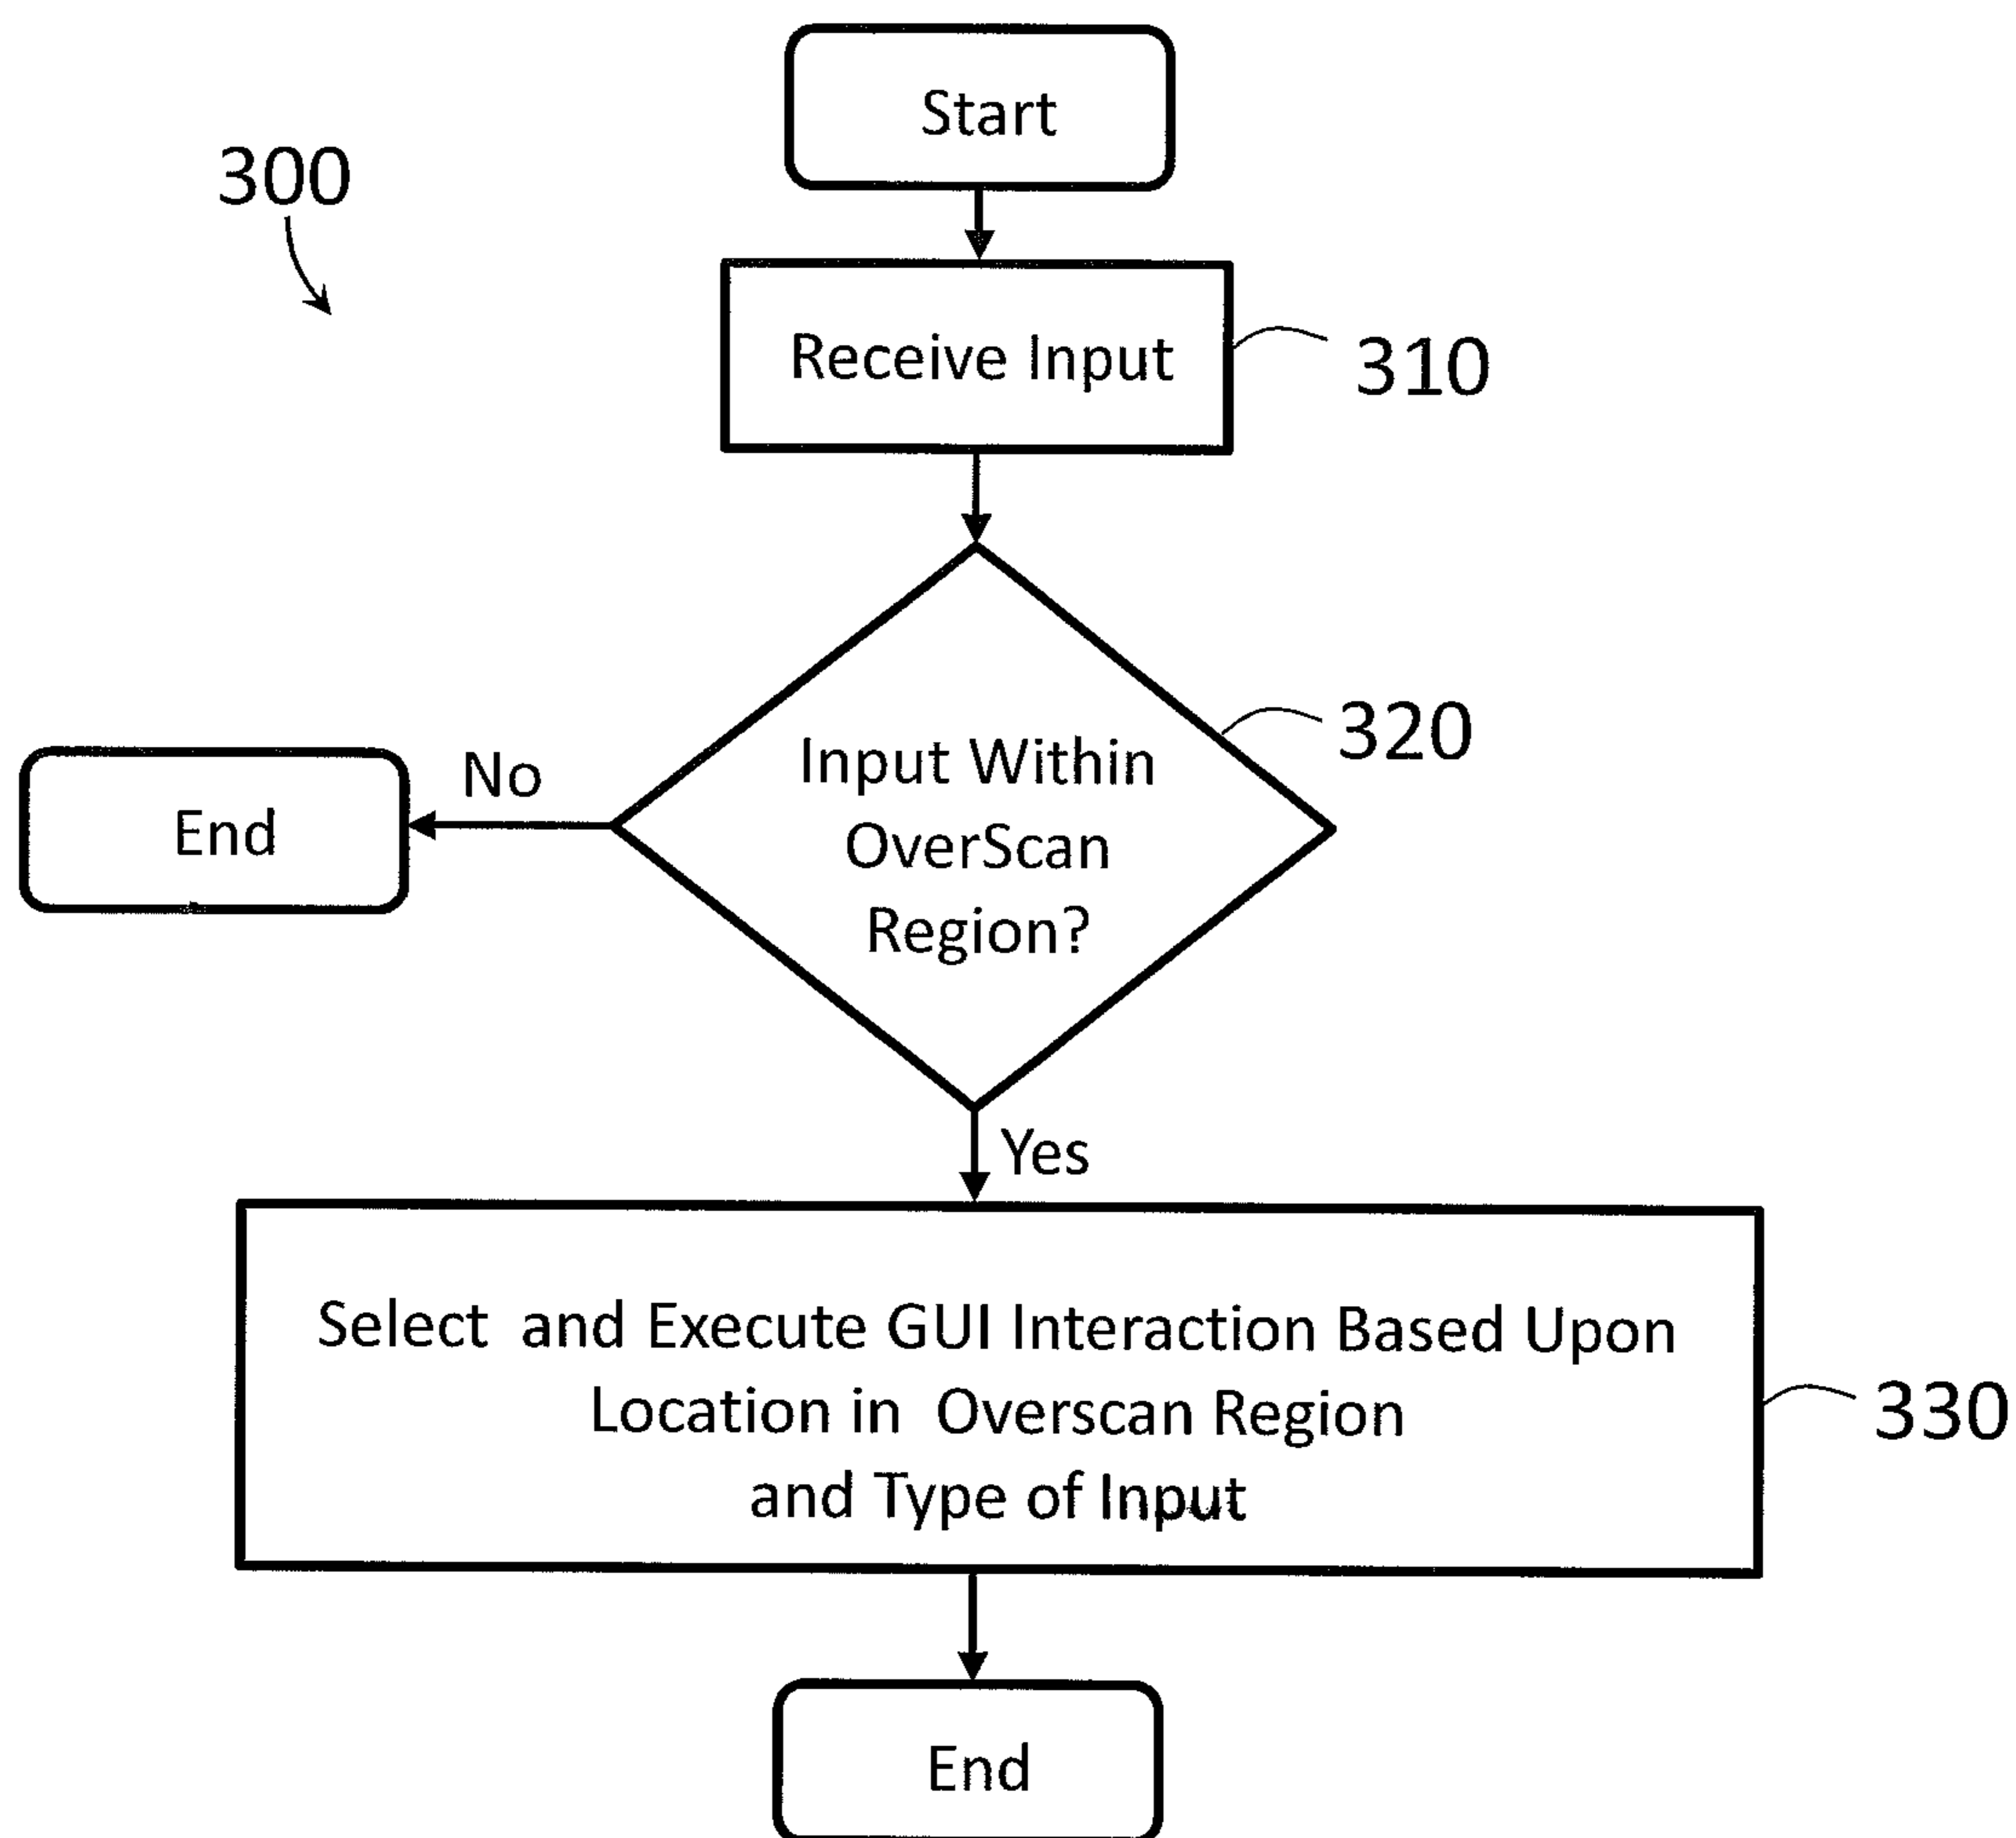 Start
300
Receive Input
310
Input Within
OverScan
Region?
320
No
End
Yes
Select and Execute GUI Interaction Based Upon
Location in Overscan Region
and Type of Input
330
End